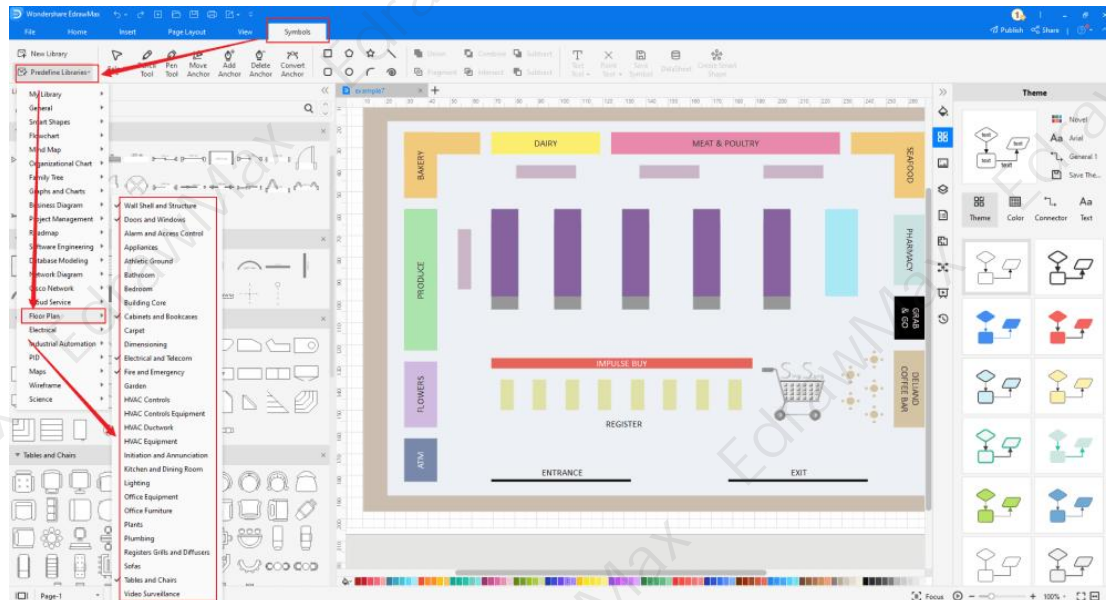 Wondershare EdrawMax
File Home Insert Page Layout View Symbols
Publish Share
New Library
Predefine Libraries
Tool
Pen Tool
Move Anchor
Add Anchor
Delete Anchor
Convert Anchor
Union Combine Subtract
Fragment Intersect Subtract
Text Tool
Save Symbol
DataSheet
Create Smart Shape
example7
My Library
General
Smart Shapes
Flowchart
Mind Map
Organizational Chart
Family Tree
Graphs and Charts
Business Diagram
Project Management
Roadmap
Software Engineering
Database Modeling
Network Diagram
Cisco Network
Cloud Service
Floor Plan
Electrical
Industrial Automation
PID
Maps
Wireframe
Science
Tables and Chairs
Wall Shell and Structure
Doors and Windows
Alarm and Access Control
Appliances
Athletic Ground
Bathroom
Bedroom
Building Core
Cabinets and Bookcases
Carpet
Dimensioning
Electrical and Telecom
Fire and Emergency
Garden
HVAC Controls
HVAC Controls Equipment
HVAC Ductwork
HVAC Equipment
Initiation and Annunciation
Kitchen and Dining Room
Lighting
Office Equipment
Office Furniture
Plants
Plumbing
Registers Grills and Diffusers
Sofas
Tables and Chairs
Video Surveillance
BAKERY
DAIRY
MEAT & POULTRY
SEAFOOD
PRODUCE
PHARMACY
GRAB & GO
IMPULSE BUY
FLOWERS
DELI AND COFFEE BAR
REGISTER
ATM
ENTRANCE
EXIT
Theme
Novel
Arial
General 1
Save The...
Theme Color Connector Text
Page-1
Focus
100%
EdrawMax